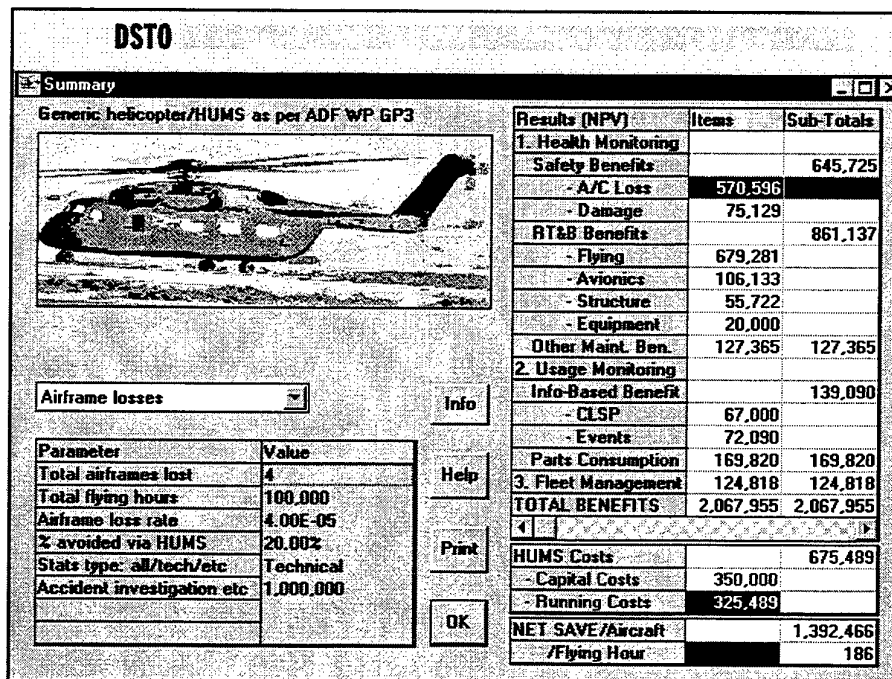 DSTO
Summary
Generic helicopter/HUMS as per ADF WP GP3
Airframe losses
Info
Help
Print
OK
Parameter Value
Total airframes lost 4
Total flying hours 100,000
Airframe loss rate 4.00E-05
% avoided via HUMS 20.00%
Stats type: all/tech/etc Technical
Accident investigation etc 1,000,000
Results (NPV) Items Sub-Totals
1. Health Monitoring
Safety Benefits 645,725
- A/C Loss 570,596
- Damage 75,129
RT&B Benefits 861,137
- Flying 679,281
- Avionics 106,133
- Structure 55,722
- Equipment 20,000
Other Maint. Ben. 127,365 127,365
2. Usage Monitoring
Info-Based Benefit 139,090
- CLSP 67,000
- Events 72,090
Parts Consumption 169,820 169,820
3. Fleet Management 124,818 124,818
TOTAL BENEFITS 2,067,955 2,067,955
HUMS Costs 675,489
- Capital Costs 350,000
- Running Costs 325,489
NET SAVE/Aircraft 1,392,466
/Flying Hour 186